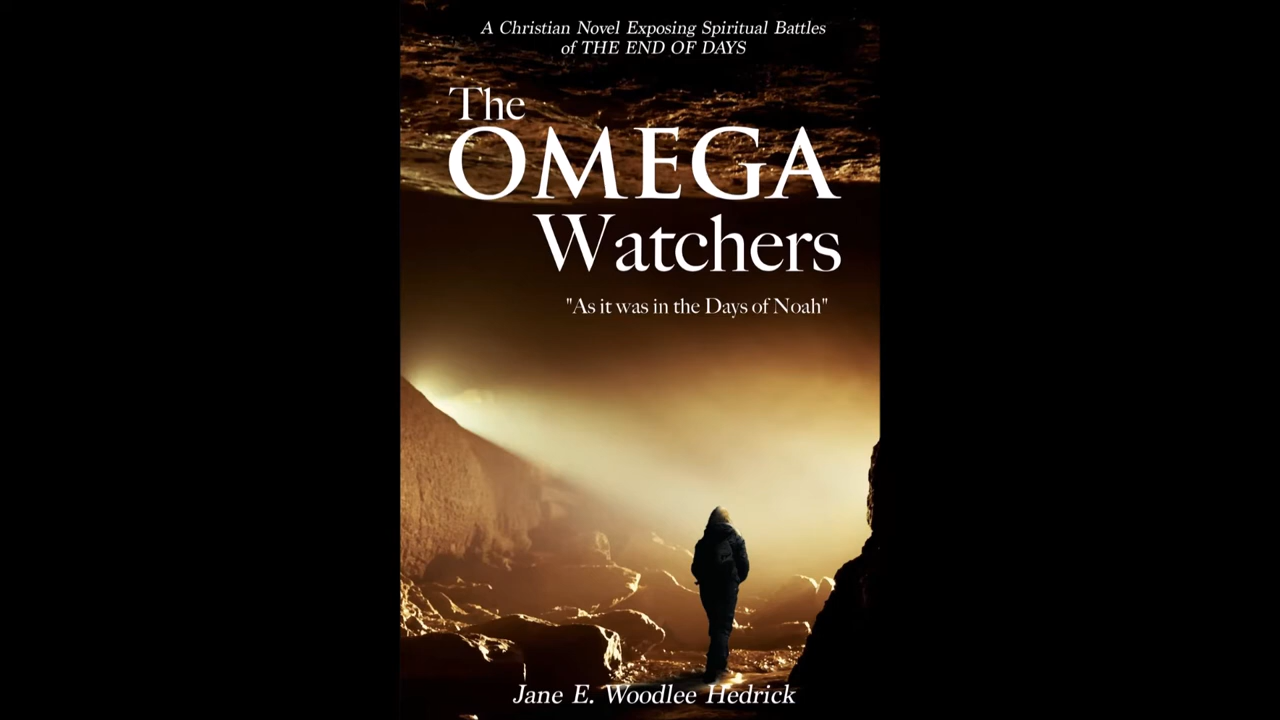 A Christian Novel Exposing Spiritual Battles
of THE END OF DAYS
The
OMEGA
Watchers
"As it was in the Days of Noah"
Jane E. Woodlee Hedrick